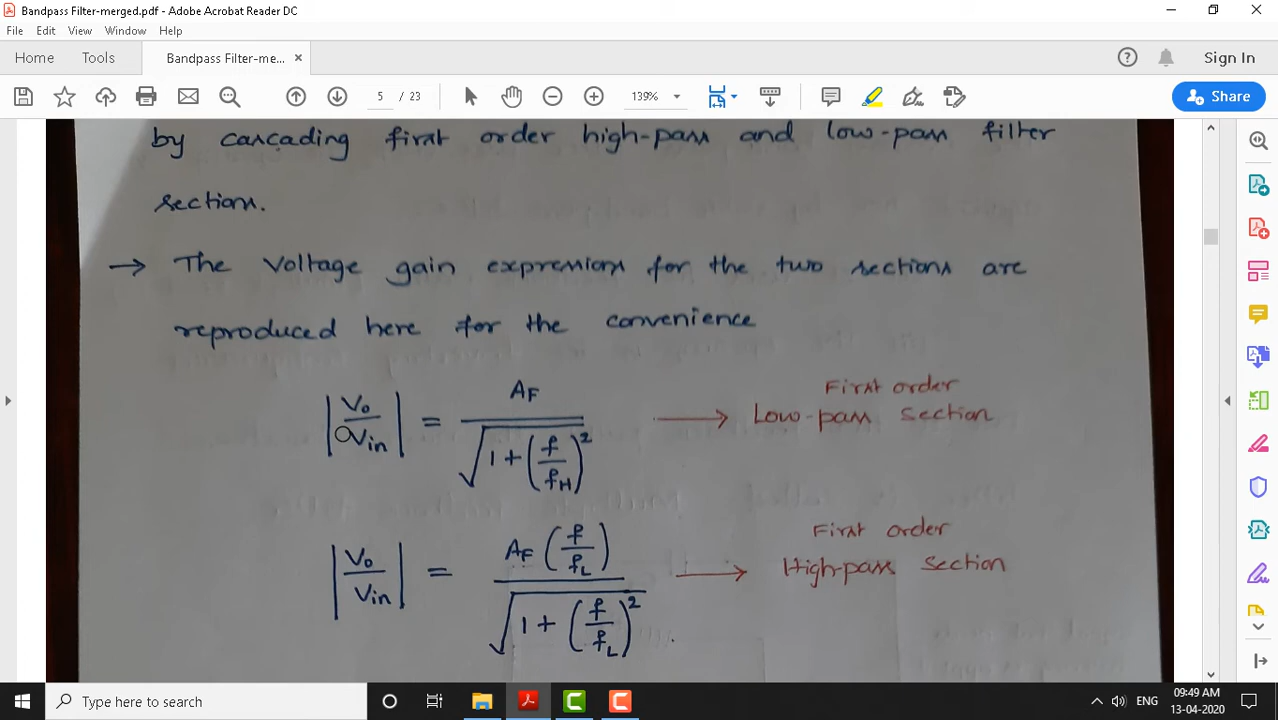 Bandpass Filter-merged.pdf - Adobe Acrobat Reader DC
File Edit View Window Help
Home Tools Bandpass Filter-me... × Sign In
5 / 23 139% Share
by cascading first order high-pass and low-pass filter
section.
→ The Voltage gain expressions for the two sections are
reproduced here for the convenience
|Vo/Vin| = AF / √(1 + (f/fH)²) → First order Low-pass section
|Vo/Vin| = AF (f/fL) / √(1 + (f/fL)²) → First order High-pass section
Type here to search ENG 09:49 AM
13-04-2020